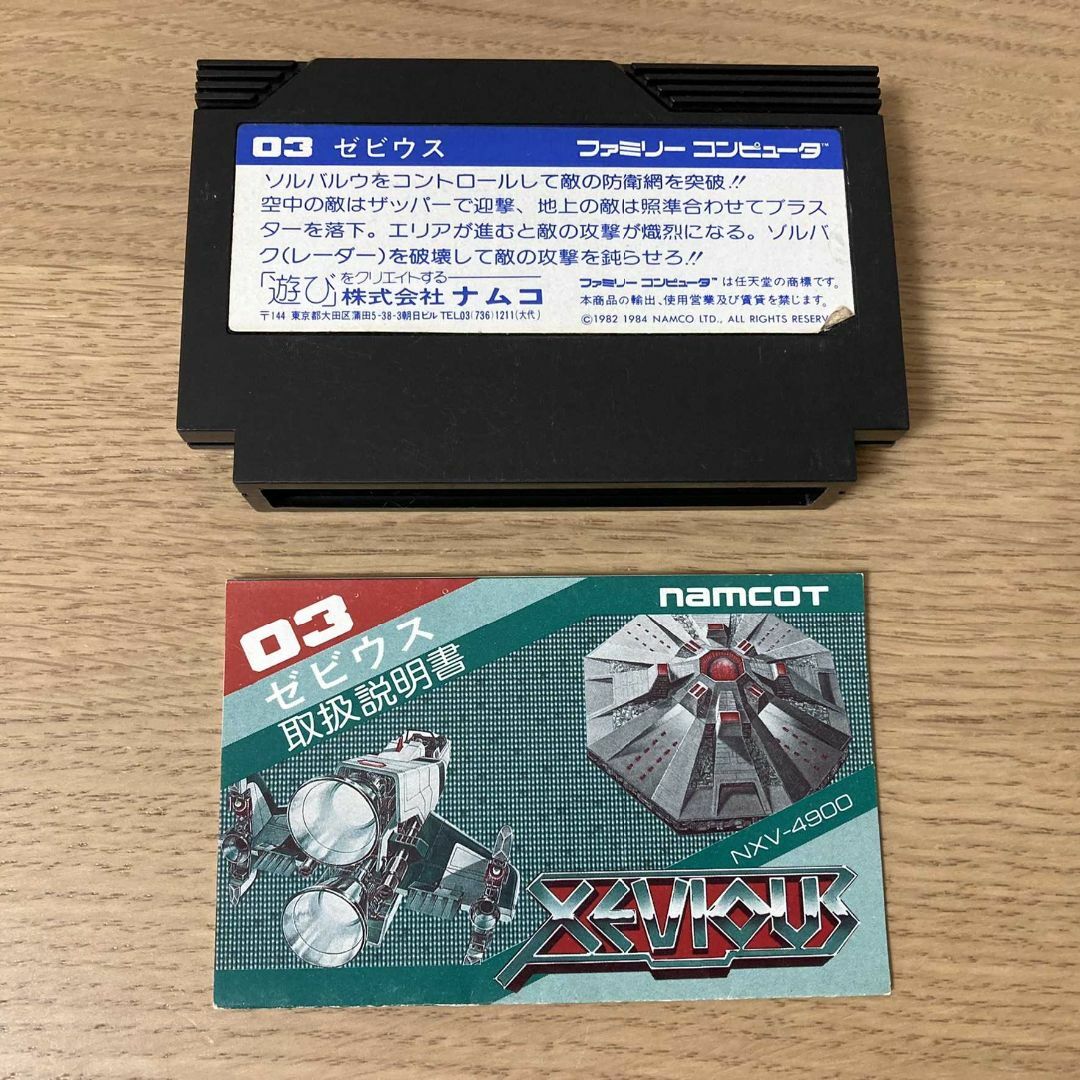 03 ゼビウス ファミリー コンピュータ™
ソルバルウをコントロールして敵の防衛網を突破!!
空中の敵はザッパーで迎撃、地上の敵は照準合わせてブラス
ターを落下。エリアが進むと敵の攻撃が熾烈になる。ゾルバ
ク(レーダー)を破壊して敵の攻撃を鈍らせろ!!
「遊び」をクリエイトする
株式会社 ナムコ
〒144 東京都大田区蒲田5-38-3朝日ビル TEL.03(736)1211(大代)
ファミリー コンピュータ™ は任天堂の商標です。
本商品の輸出、使用営業及び賃貸を禁じます。
©1982 1984 NAMCO LTD., ALL RIGHTS RESERV
namcot
03
ゼビウス
取扱説明書
NXV-4900
XEVIOUS